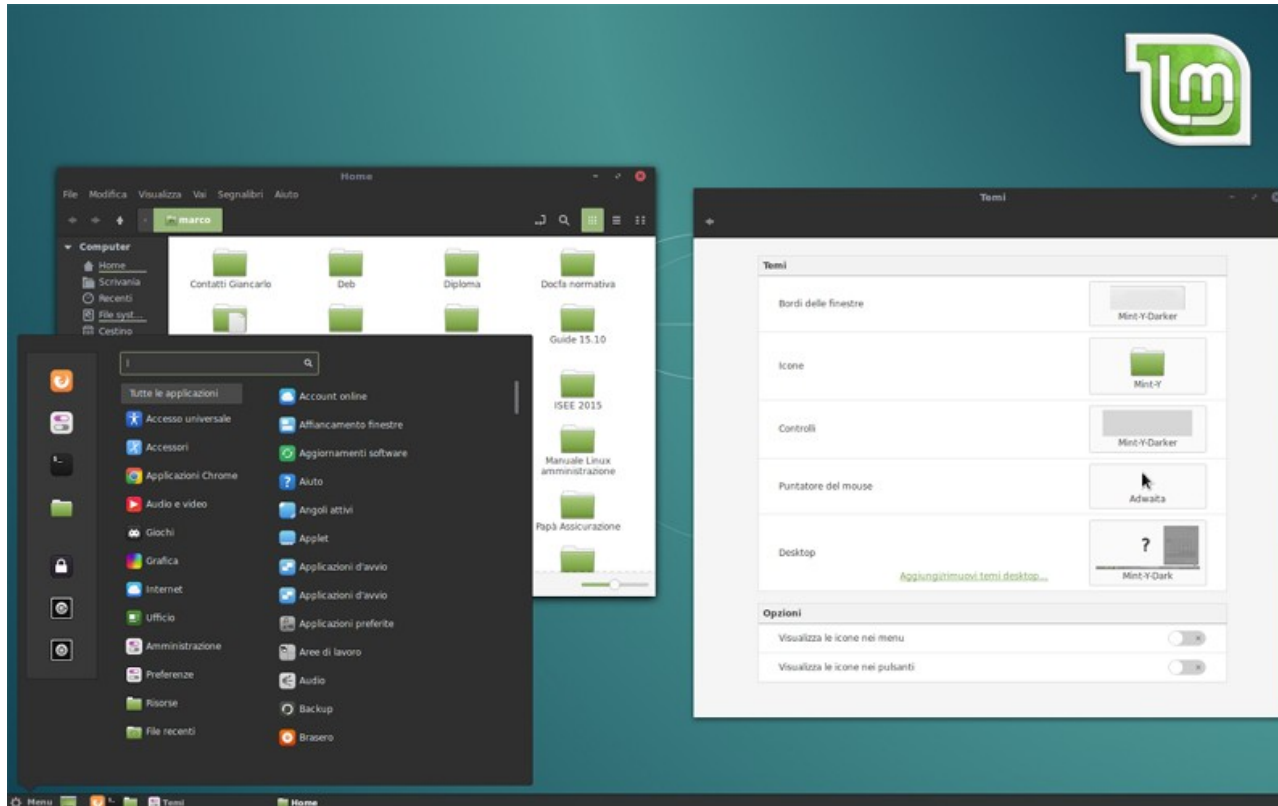 lm
Home
File Modifica Visualizza Vai Segnalibri Aiuto
marco
Computer
Home
Scrivania
Recenti
File syst...
Cestino
Contatti Giancarlo
Deb
Diploma
Docfa normativa
Guide 15.10
ISEE 2015
Manuale Linux
amministrazione
Papà Assicurazione
Tutte le applicazioni
Accesso universale
Accessori
Applicazioni Chrome
Audio e video
Giochi
Grafica
Internet
Ufficio
Amministrazione
Preferenze
Risorse
File recenti
Account online
Affiancamento finestre
Aggiornamenti software
Aiuto
Angoli attivi
Applet
Applicazioni d'avvio
Applicazioni d'avvio
Applicazioni preferite
Aree di lavoro
Audio
Backup
Brasero
Temi
Temi
Bordi delle finestre
Mint-Y-Darker
Icone
Mint-Y
Controlli
Mint-Y-Darker
Puntatore del mouse
Adwaita
Desktop
Aggiungi/rimuovi temi desktop...
?
Mint-Y-Dark
Opzioni
Visualizza le icone nei menu
Visualizza le icone nei pulsanti
Menu
Temi
Home